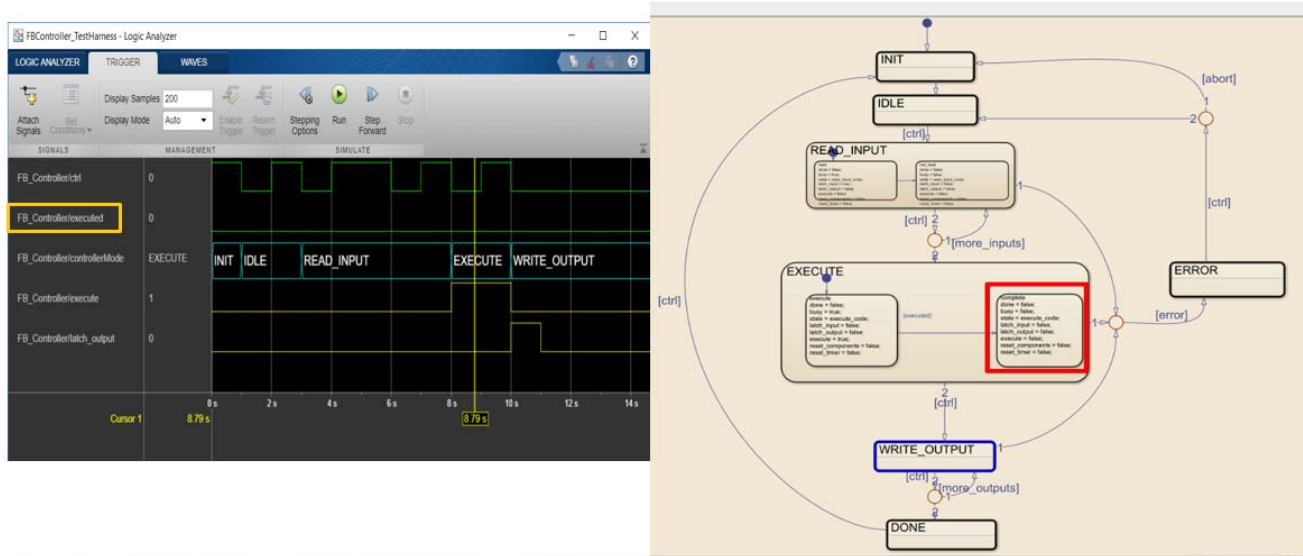 FBController_TestHarness - Logic Analyzer
LOGIC ANALYZER TRIGGER WAVES
Display Samples 200
Display Mode Auto
Attach Signals
Set Conditions
Enable Trigger
Rearm Trigger
Stepping Options
Run
Step Forward
Stop
SIGNALS MANAGEMENT SIMULATE
FB_Controller/ctrl 0
FB_Controller/executed 0
FB_Controller/controllerMode EXECUTE INIT IDLE READ_INPUT EXECUTE WRITE_OUTPUT
FB_Controller/execute 1
FB_Controller/latch_output 0
0 s 2 s 4 s 6 s 8 s 10 s 12 s 14 s
Cursor 1 8.79 s 8.79 s
INIT
[abort]
1
IDLE
2
[ctrl]
READ_INPUT
1
[ctrl]
[ctrl] 2
1 [more_inputs]
2
EXECUTE
execute
done = false;
busy = true;
state = execute_code;
latch_input = false;
latch_output = false;
execute = true;
reset_components = false;
reset_timer = false;
[executed]
complete
done = false;
busy = false;
state = execute_code;
latch_input = false;
latch_output = false;
execute = false;
reset_components = false;
reset_timer = false;
1
ERROR
[error]
[ctrl]
2
[ctrl]
WRITE_OUTPUT
1
[ctrl] 2
1 [more_outputs]
2
DONE